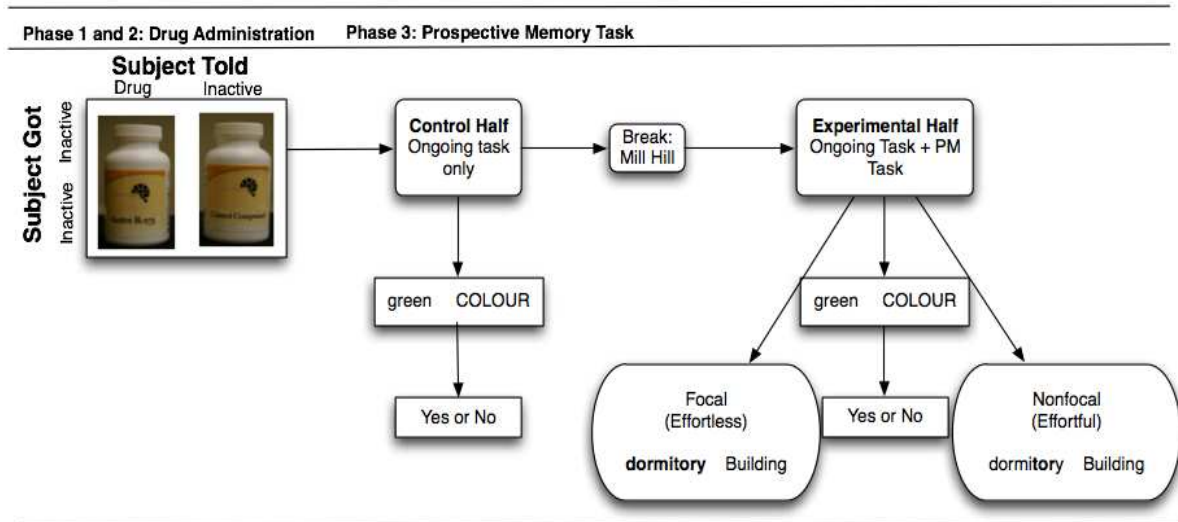 Phase 1 and 2: Drug Administration Phase 3: Prospective Memory Task
Subject Told
Drug Inactive
Subject Got
Inactive
Inactive
Control Half
Ongoing task
only
Break:
Mill Hill
Experimental Half
Ongoing Task + PM
Task
green COLOUR
green COLOUR
Yes or No
Yes or No
Focal
(Effortless)
dormitory Building
Nonfocal
(Effortful)
dormitory Building